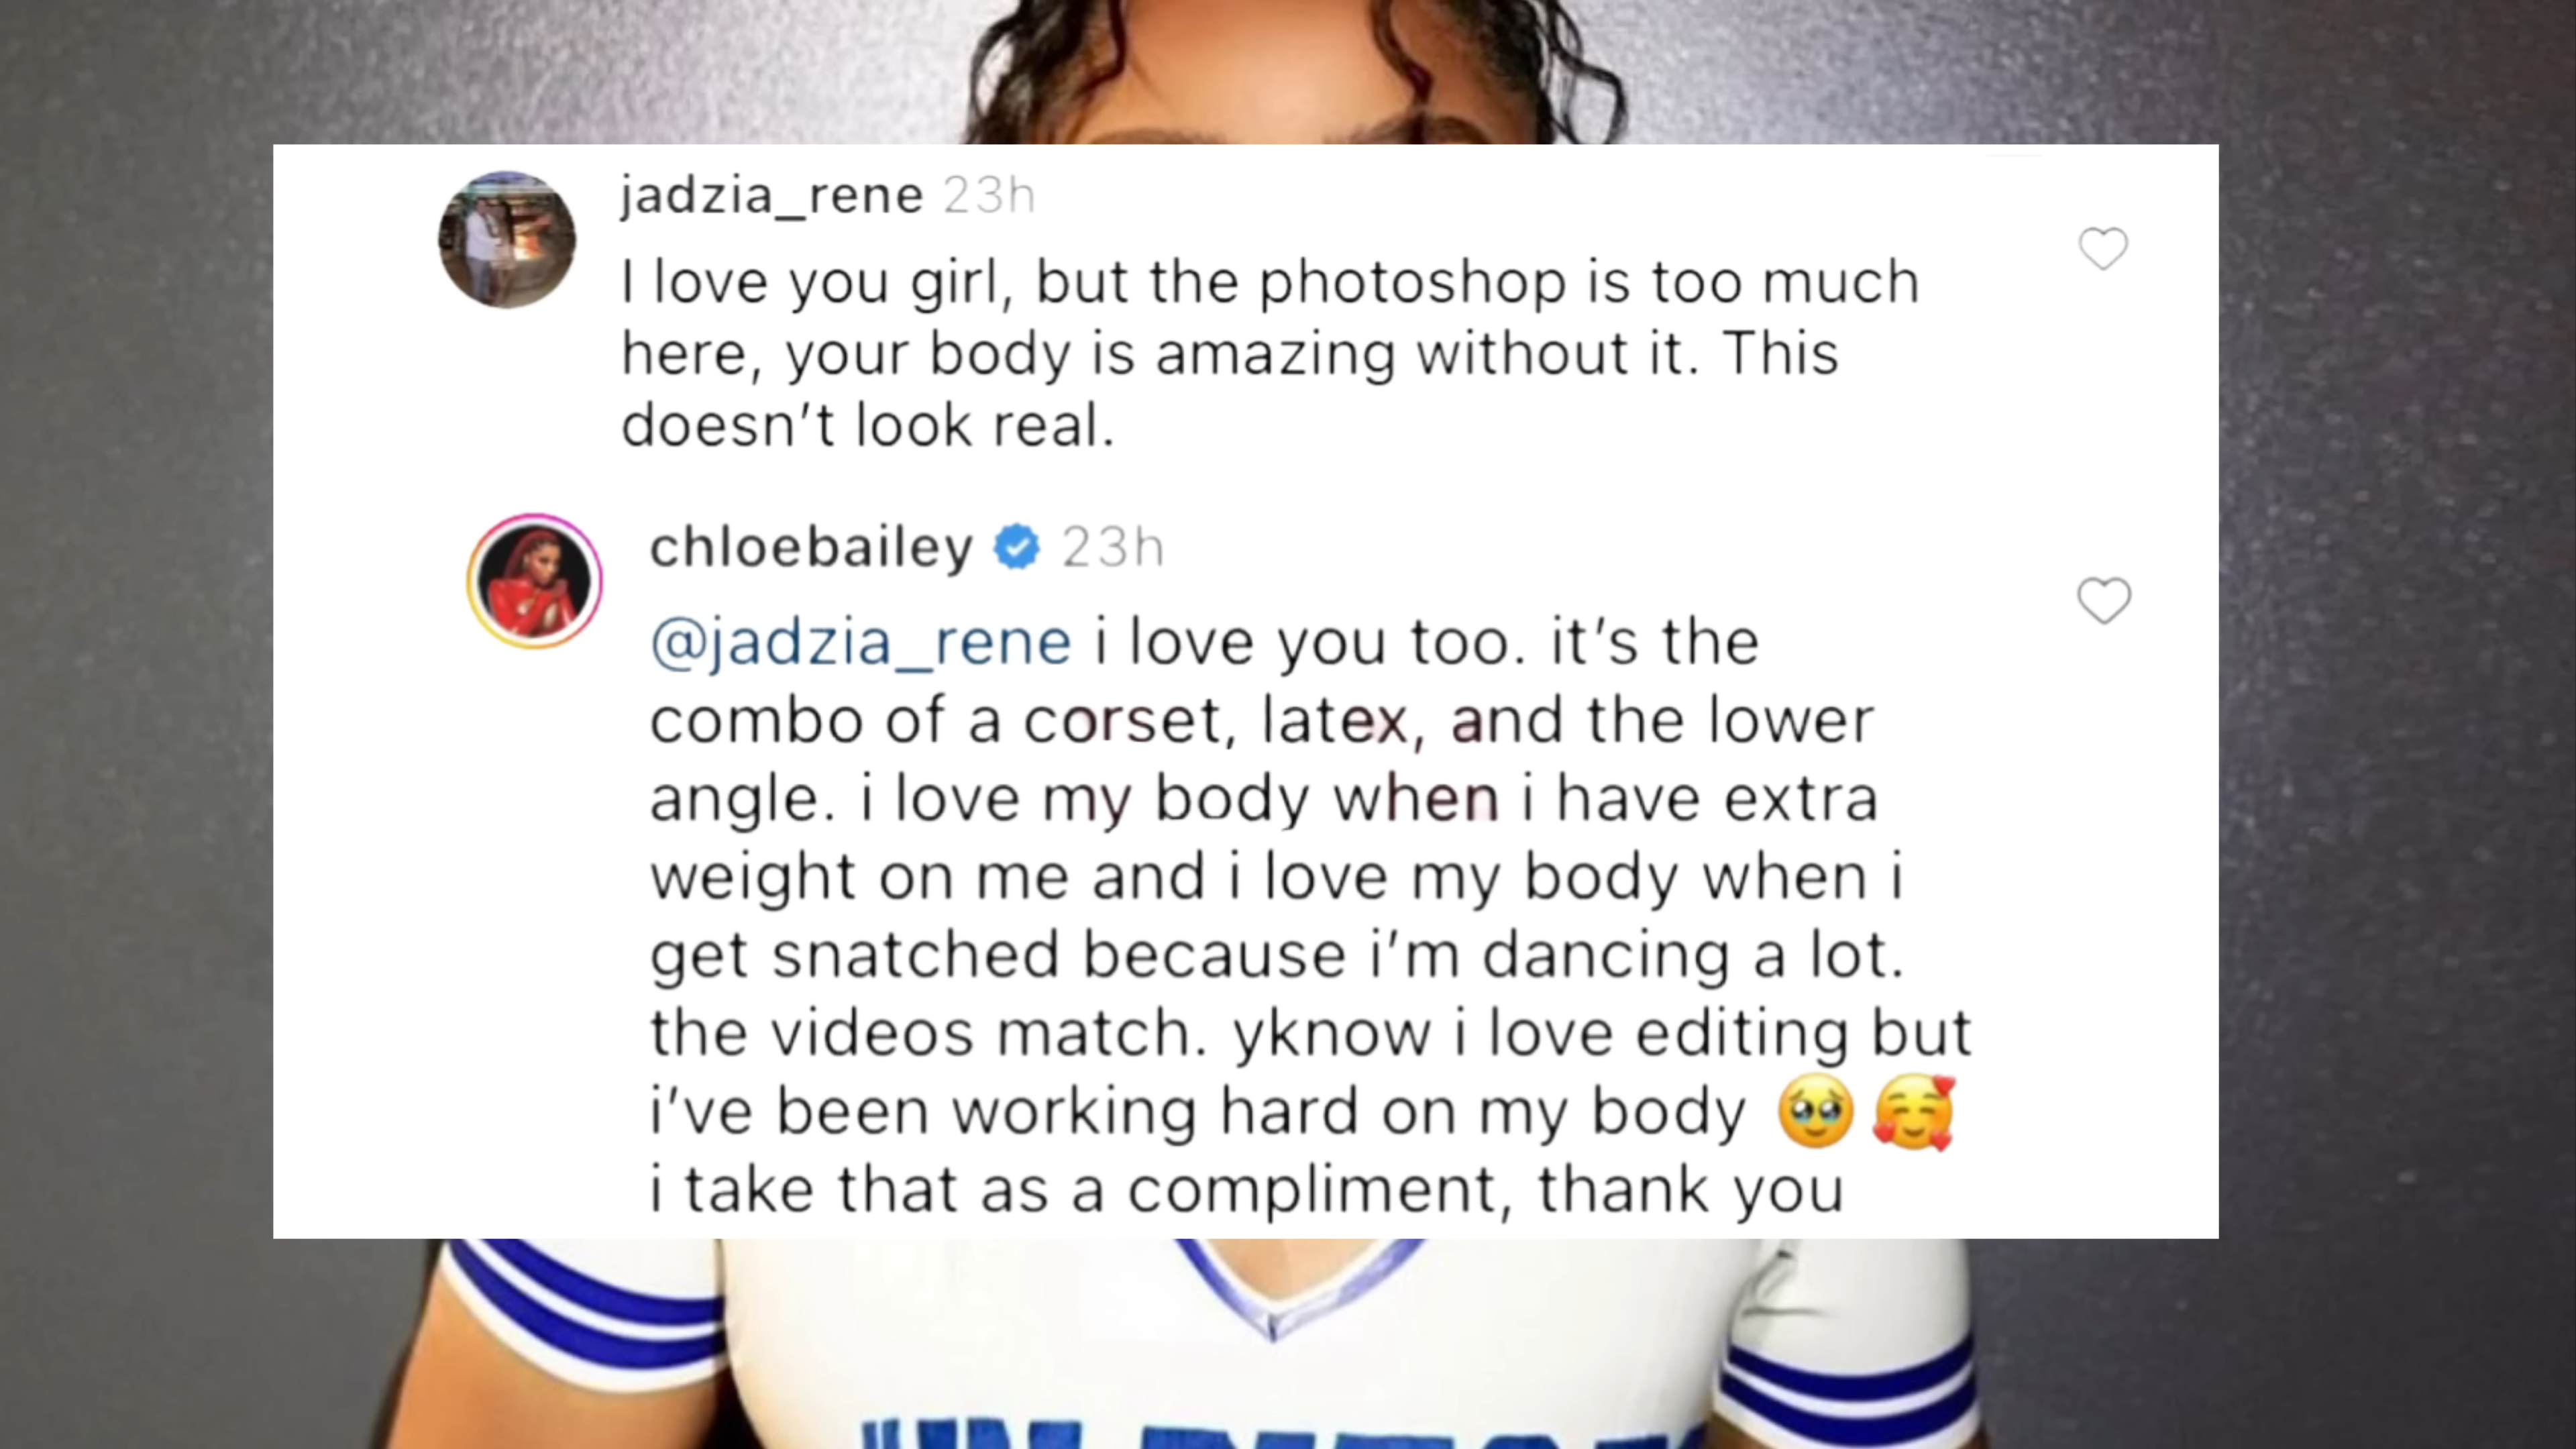 jadzia_rene 23h
I love you girl, but the photoshop is too much
here, your body is amazing without it. This
doesn't look real.
chloebailey 23h
@jadzia_rene i love you too. it's the
combo of a corset, latex, and the lower
angle. i love my body when i have extra
weight on me and i love my body when i
get snatched because i'm dancing a lot.
the videos match. yknow i love editing but
i've been working hard on my body 🥹 🥰
i take that as a compliment, thank you